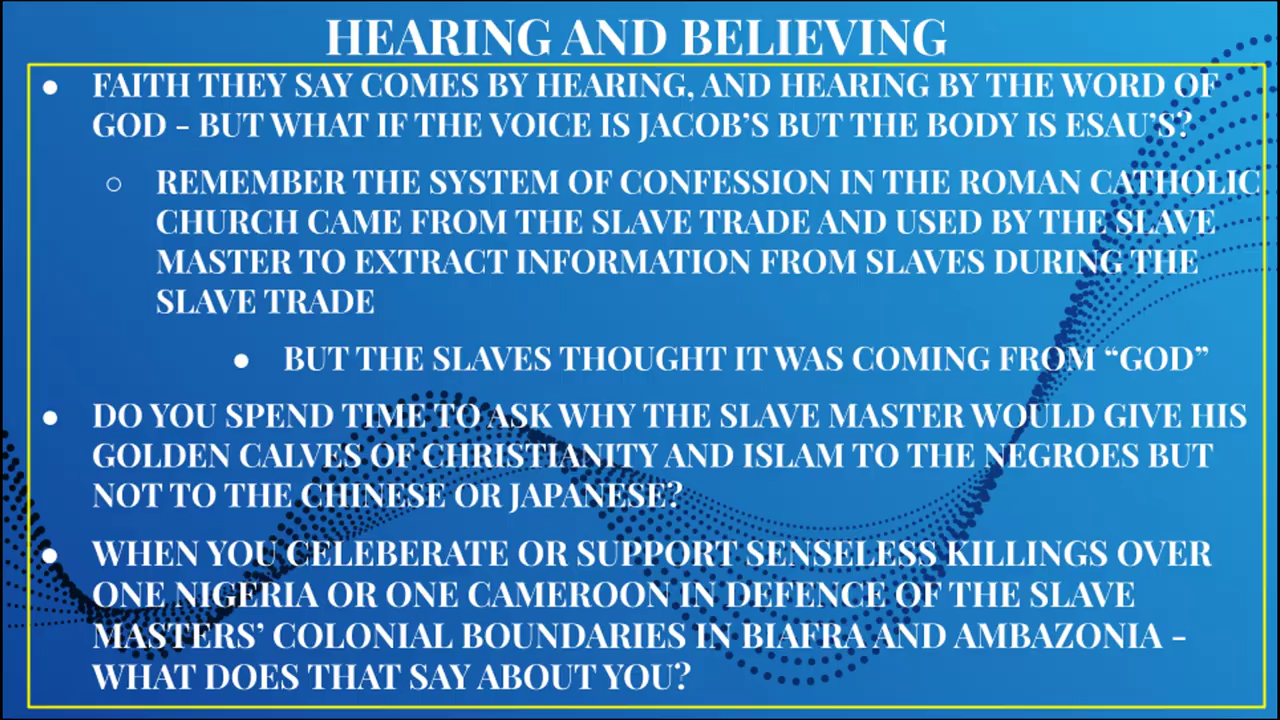 HEARING AND BELIEVING
● FAITH THEY SAY COMES BY HEARING, AND HEARING BY THE WORD OF
GOD – BUT WHAT IF THE VOICE IS JACOB’S BUT THE BODY IS ESAU’S?
○ REMEMBER THE SYSTEM OF CONFESSION IN THE ROMAN CATHOLIC
CHURCH CAME FROM THE SLAVE TRADE AND USED BY THE SLAVE
MASTER TO EXTRACT INFORMATION FROM SLAVES DURING THE
SLAVE TRADE
● BUT THE SLAVES THOUGHT IT WAS COMING FROM “GOD”
● DO YOU SPEND TIME TO ASK WHY THE SLAVE MASTER WOULD GIVE HIS
GOLDEN CALVES OF CHRISTIANITY AND ISLAM TO THE NEGROES BUT
NOT TO THE CHINESE OR JAPANESE?
● WHEN YOU CELEBERATE OR SUPPORT SENSELESS KILLINGS OVER
ONE NIGERIA OR ONE CAMEROON IN DEFENCE OF THE SLAVE
MASTERS’ COLONIAL BOUNDARIES IN BIAFRA AND AMBAZONIA –
WHAT DOES THAT SAY ABOUT YOU?